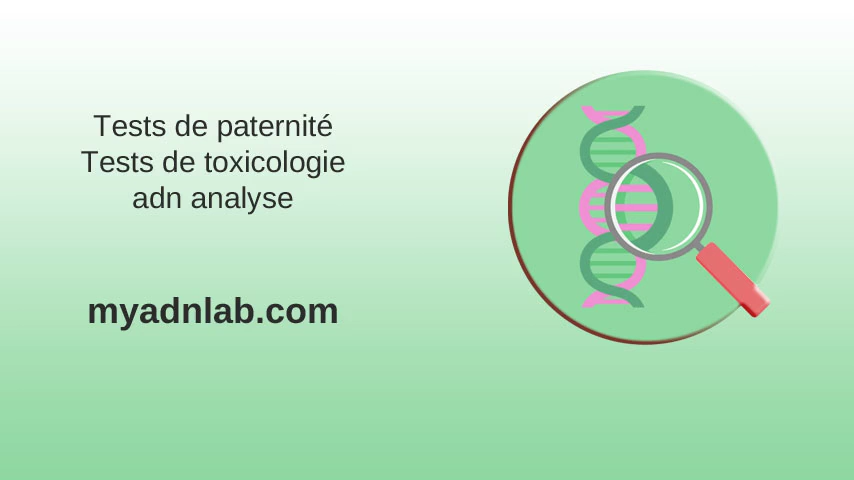 Tests de paternité
Tests de toxicologie
adn analyse
myadnlab.com